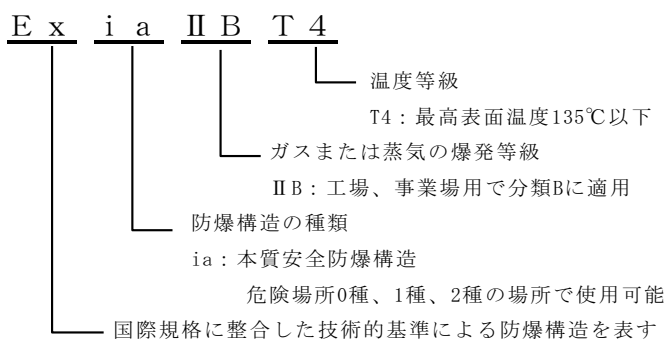 Ex ia ⅡB T4
温度等級
T4：最高表面温度135℃以下
ガスまたは蒸気の爆発等級
ⅡB：工場、事業場用で分類Bに適用
防爆構造の種類
ia：本質安全防爆構造
危険場所0種、1種、2種の場所で使用可能
国際規格に整合した技術的基準による防爆構造を表す